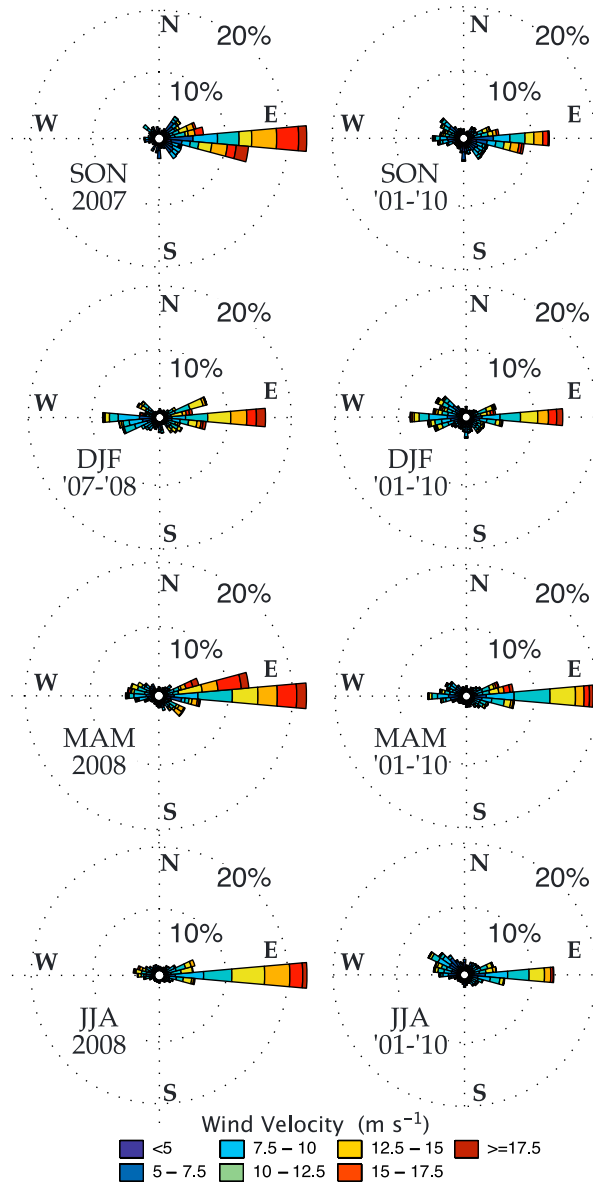 N
20%
10%
W
E
SON
2007
S
N
20%
10%
W
E
SON
'01-'10
S
N
20%
10%
W
E
DJF
'07-'08
S
N
20%
10%
W
E
DJF
'01-'10
S
N
20%
10%
W
E
MAM
2008
S
N
20%
10%
W
E
MAM
'01-'10
S
N
20%
10%
W
E
JJA
2008
S
N
20%
10%
W
E
JJA
'01-'10
S
Wind Velocity (m s⁻¹)
<5 7.5 – 10 12.5 – 15 >=17.5
5 – 7.5 10 – 12.5 15 – 17.5